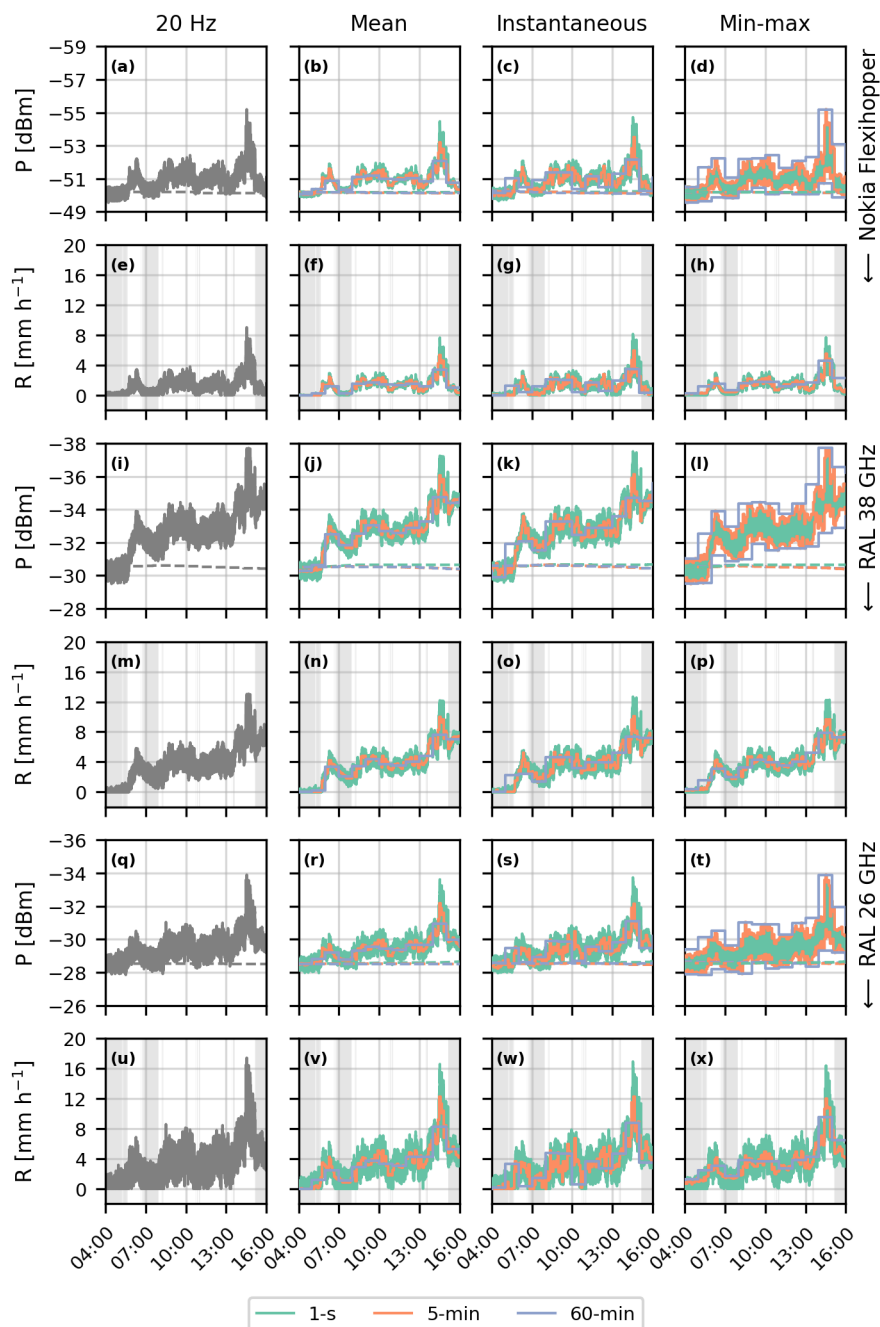 20 Hz Mean Instantaneous Min-max
P [dBm] −59 −57 −55 −53 −51 −49 (a) (b) (c) (d) ← Nokia Flexihopper
R [mm h⁻¹] 20 16 12 8 4 0 (e) (f) (g) (h)
P [dBm] −38 −36 −34 −32 −30 −28 (i) (j) (k) (l) ← RAL 38 GHz
R [mm h⁻¹] 20 16 12 8 4 0 (m) (n) (o) (p)
P [dBm] −36 −34 −32 −30 −28 −26 (q) (r) (s) (t) ← RAL 26 GHz
R [mm h⁻¹] 20 16 12 8 4 0 (u) (v) (w) (x)
04:00 07:00 10:00 13:00 16:00 04:00 07:00 10:00 13:00 16:00 04:00 07:00 10:00 13:00 16:00 04:00 07:00 10:00 13:00 16:00
1-s 5-min 60-min